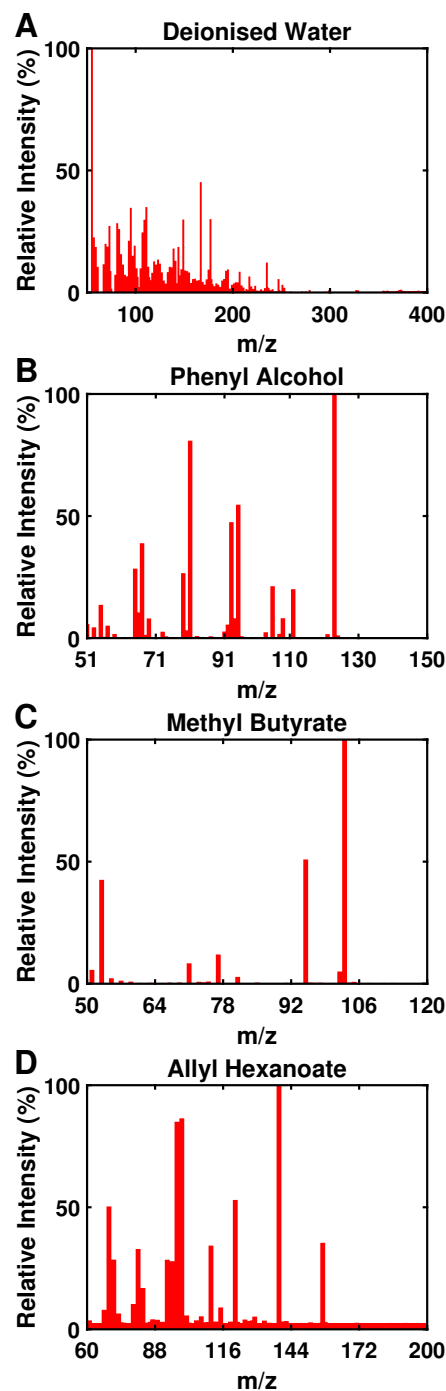 A
Deionised Water
100
50
0
Relative Intensity (%)
100 200 300 400
m/z
B
Phenyl Alcohol
100
50
0
Relative Intensity (%)
51 71 91 110 130 150
m/z
C
Methyl Butyrate
100
50
0
Relative Intensity (%)
50 64 78 92 106 120
m/z
D
Allyl Hexanoate
100
50
0
Relative Intensity (%)
60 88 116 144 172 200
m/z